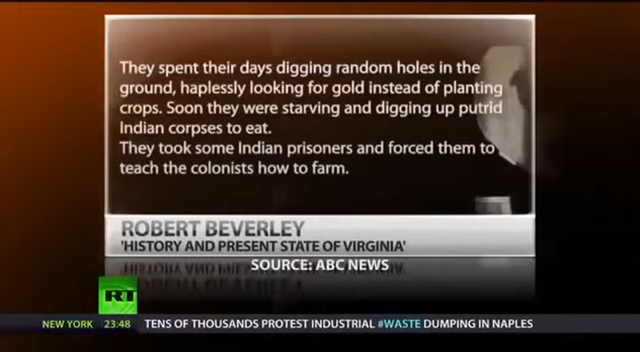 They spent their days digging random holes in the
ground, haplessly looking for gold instead of planting
crops. Soon they were starving and digging up putrid
Indian corpses to eat.
They took some Indian prisoners and forced them to
teach the colonists how to farm.
ROBERT BEVERLEY
'HISTORY AND PRESENT STATE OF VIRGINIA'
SOURCE: ABC NEWS
RT
NEW YORK 23:48 TENS OF THOUSANDS PROTEST INDUSTRIAL #WASTE DUMPING IN NAPLES